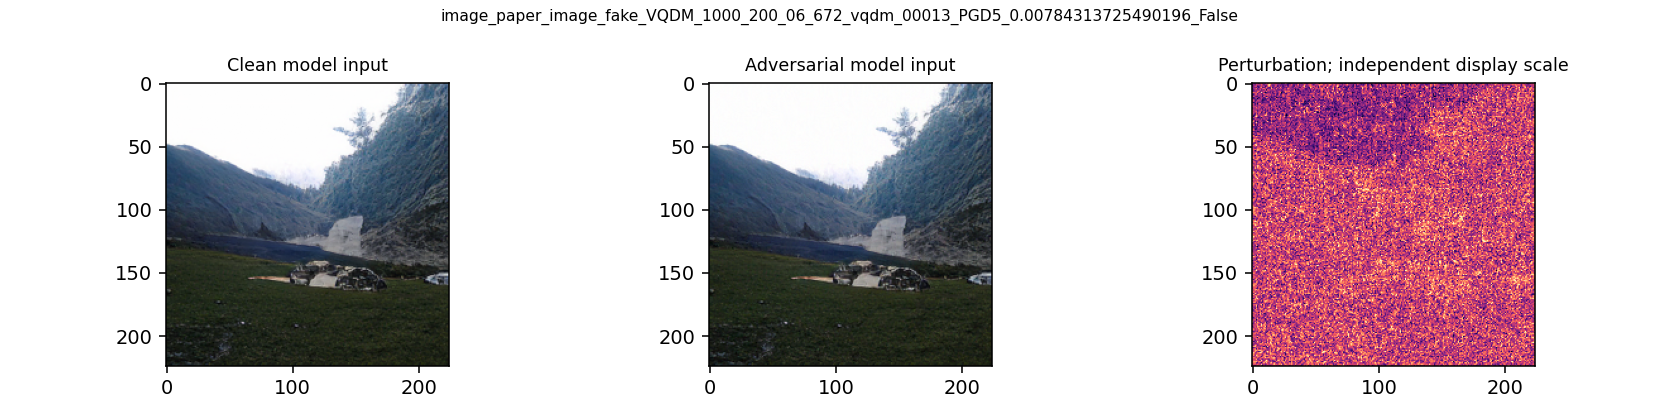 image_paper_image_fake_VQDM_1000_200_06_672_vqdm_00013_PGD5_0.00784313725490196_False
Clean model input
Adversarial model input
Perturbation; independent display scale
0
50
100
150
200
0 100 200
0
50
100
150
200
0 100 200
0
50
100
150
200
0 100 200